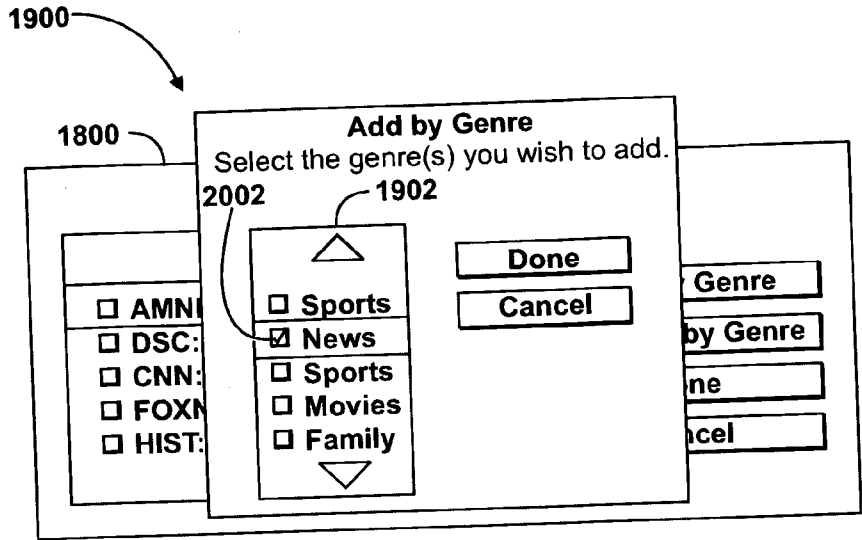 1900
1800
Add by Genre
Select the genre(s) you wish to add.
2002
1902
Done
Cancel
Sports
News
Sports
Movies
Family
AMN
DSC:
CNN:
FOXN
HIST:
Genre
by Genre
ne
ncel